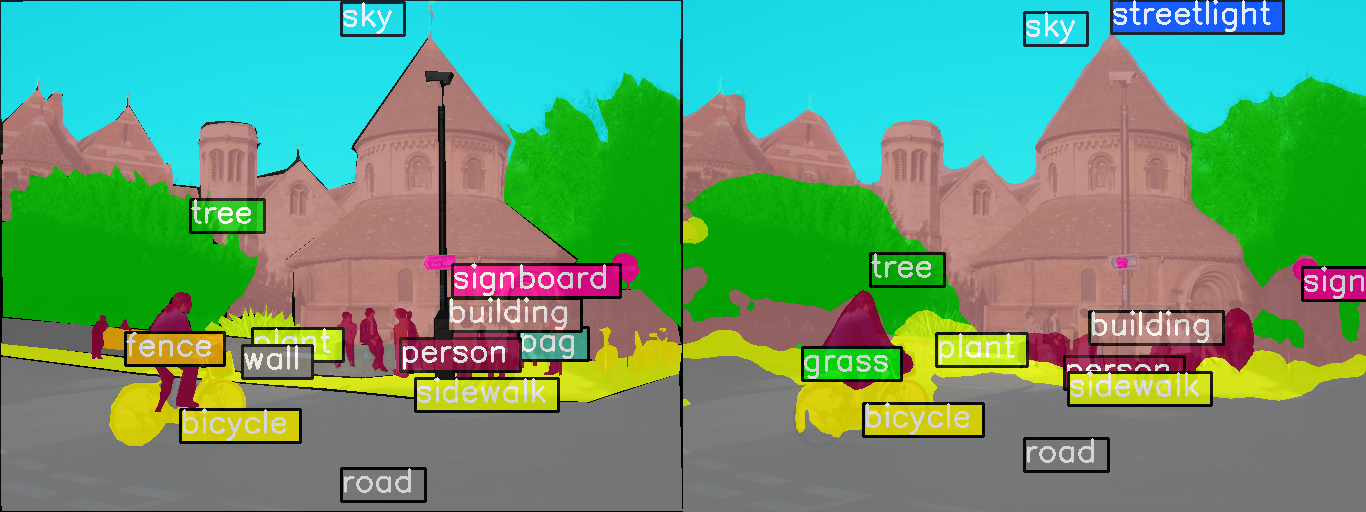 sky
tree
signboard
building
fence
plant
wall
person
bag
sidewalk
bicycle
road
streetlight
sky
tree
sign
building
plant
grass
person
sidewalk
bicycle
road